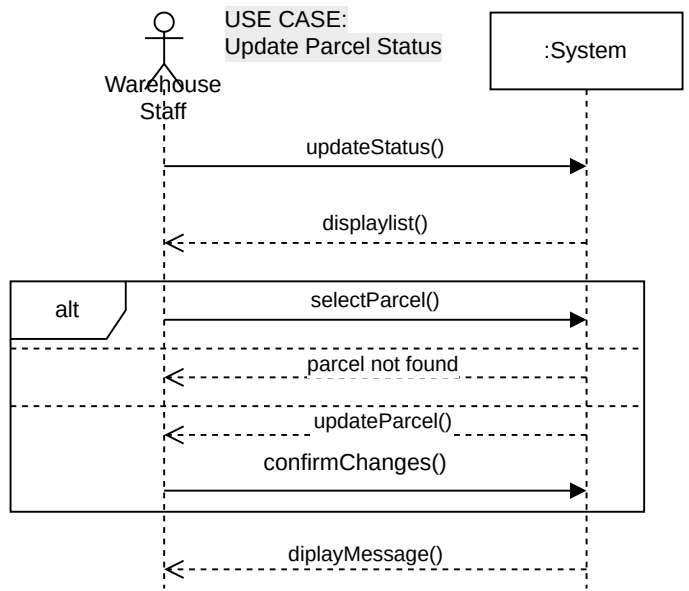 USE CASE:
Update Parcel Status
:System
Warehouse
Staff
updateStatus()
displaylist()
alt
selectParcel()
parcel not found
updateParcel()
confirmChanges()
diplayMessage()